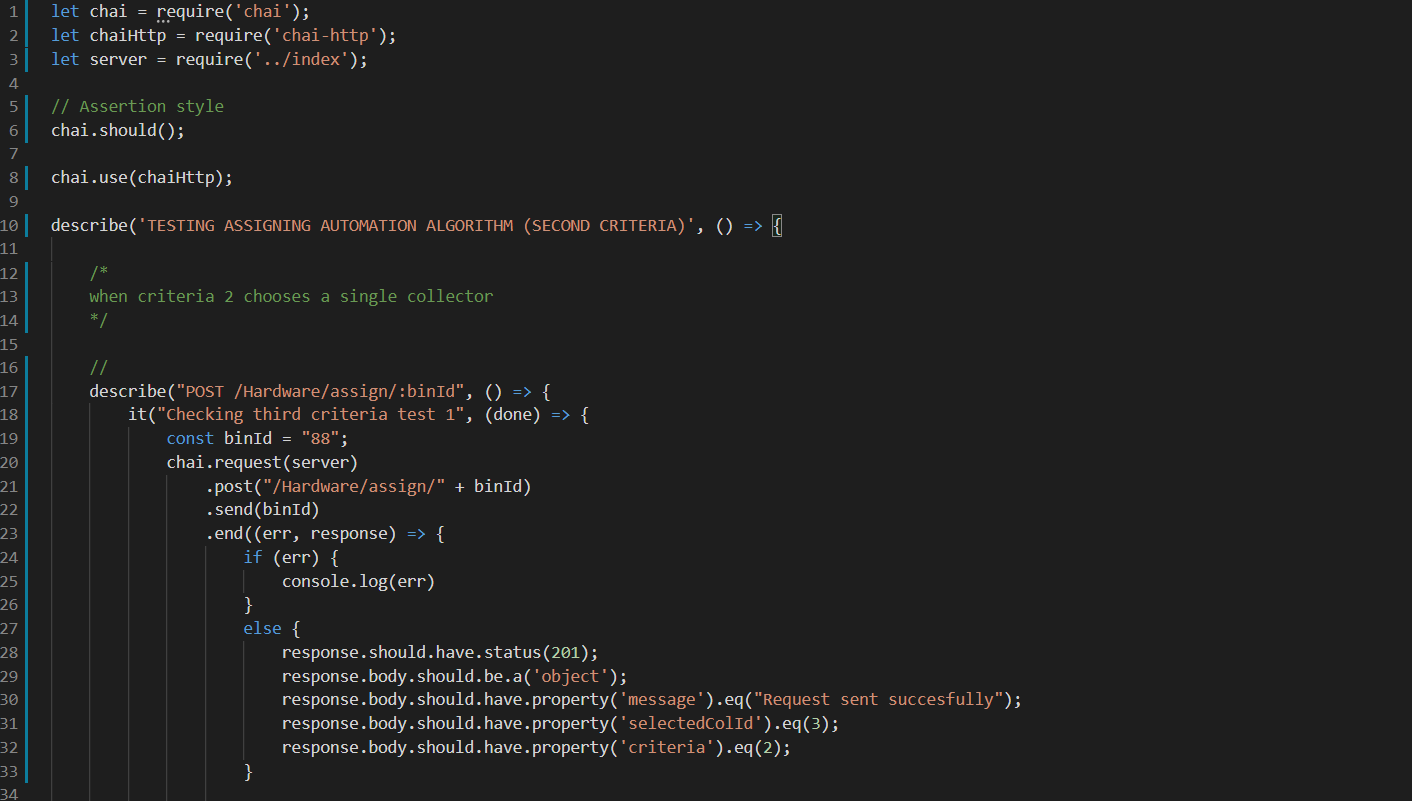 1 let chai = require('chai');
2 let chaiHttp = require('chai-http');
3 let server = require('../index');
4
5 // Assertion style
6 chai.should();
7
8 chai.use(chaiHttp);
9
10 describe('TESTING ASSIGNING AUTOMATION ALGORITHM (SECOND CRITERIA)', () => {
11
12 /*
13 when criteria 2 chooses a single collector
14 */
15
16 //
17 describe("POST /Hardware/assign/:binId", () => {
18 it("Checking third criteria test 1", (done) => {
19 const binId = "88";
20 chai.request(server)
21 .post("/Hardware/assign/" + binId)
22 .send(binId)
23 .end((err, response) => {
24 if (err) {
25 console.log(err)
26 }
27 else {
28 response.should.have.status(201);
29 response.body.should.be.a('object');
30 response.body.should.have.property('message').eq("Request sent succesfully");
31 response.body.should.have.property('selectedColId').eq(3);
32 response.body.should.have.property('criteria').eq(2);
33 }
34